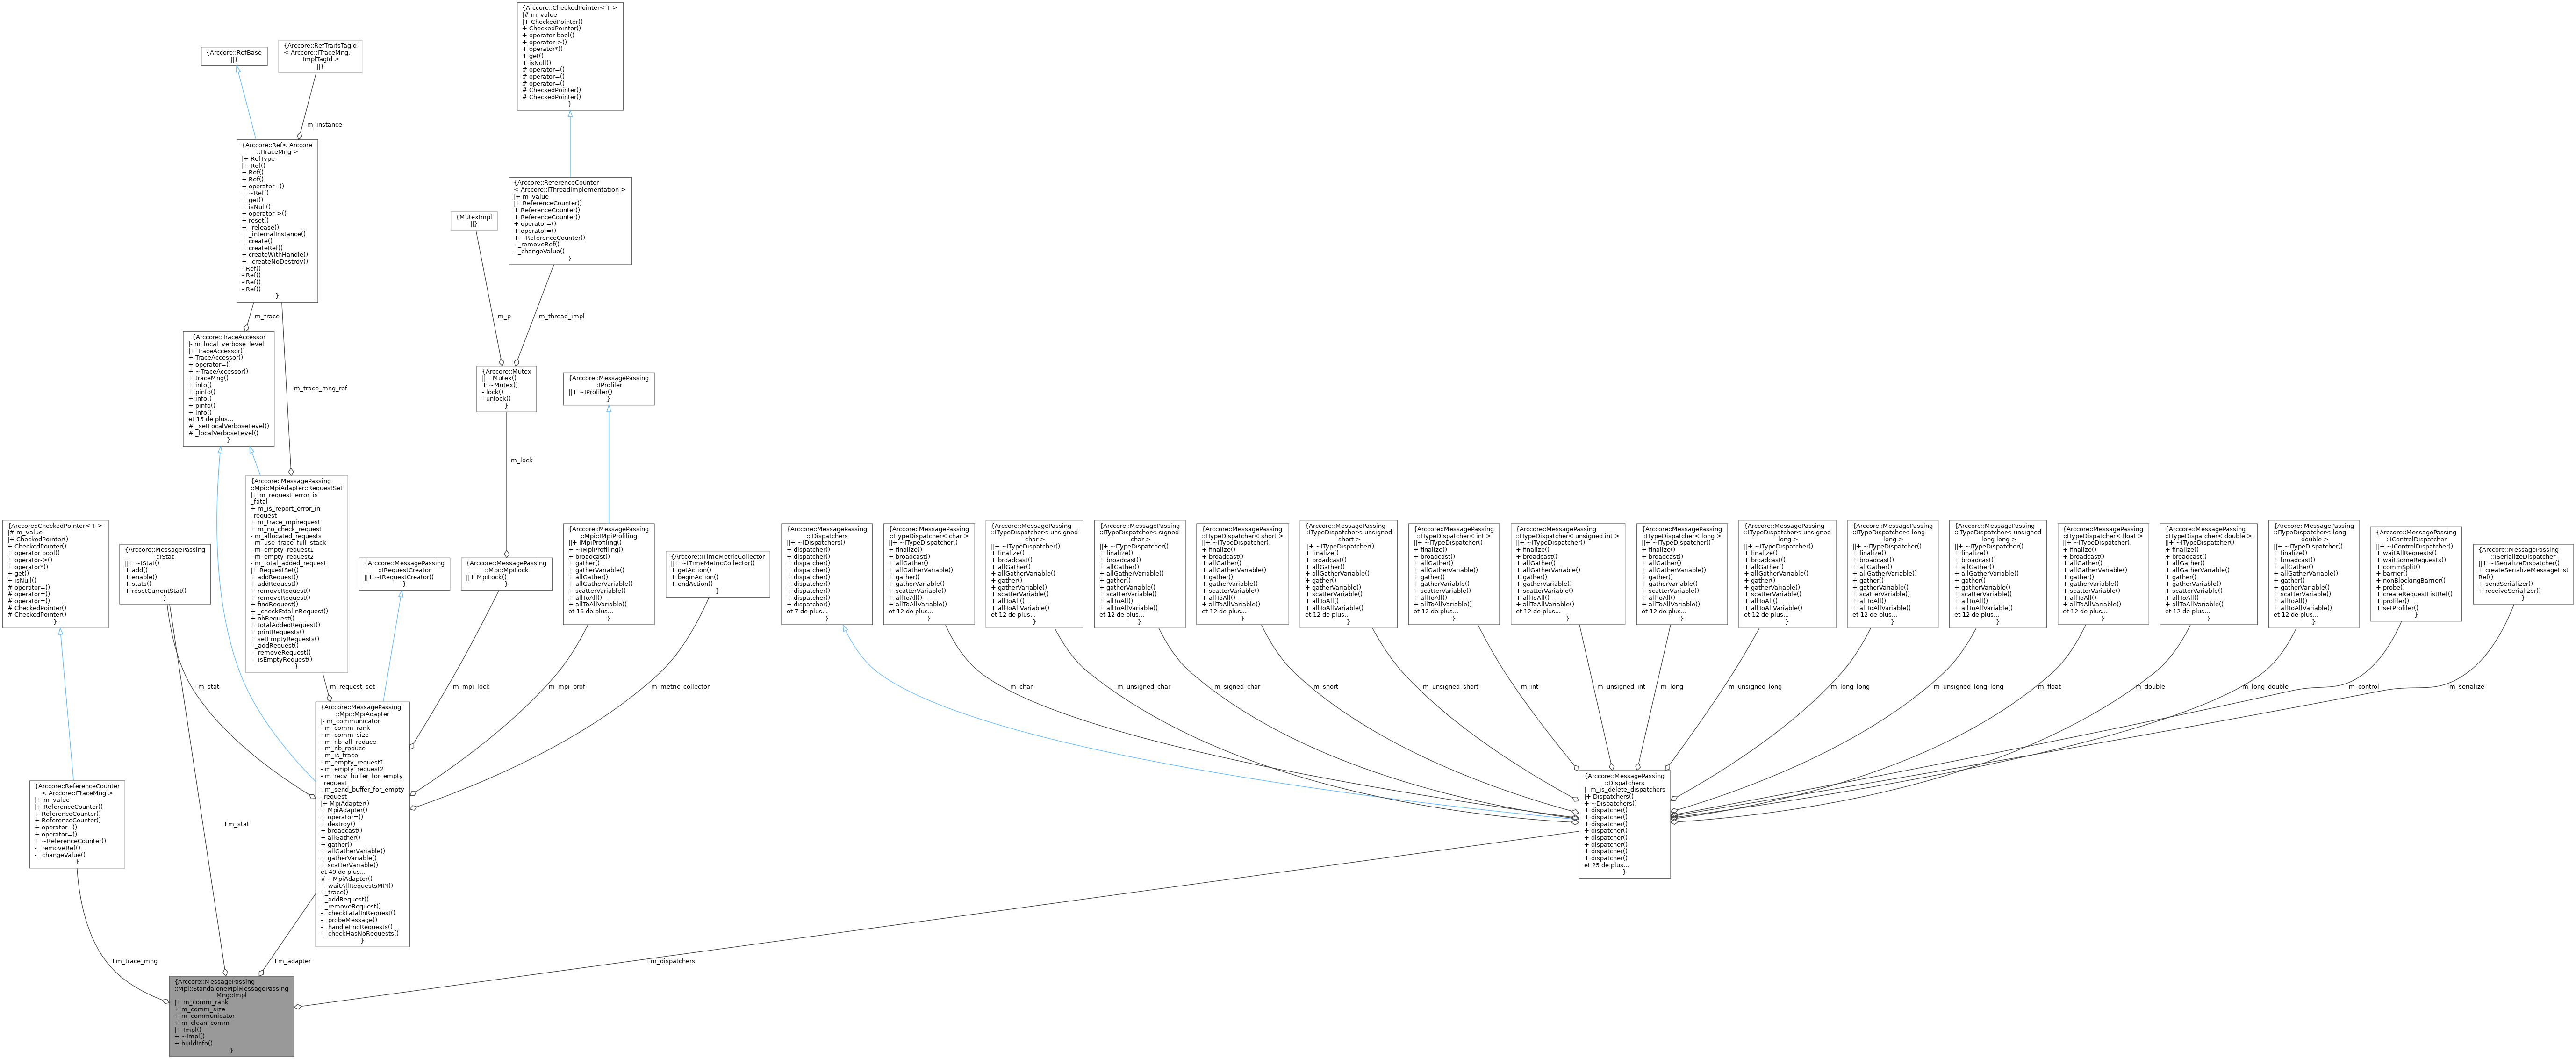 {Arccore::CheckedPointer< T >
|# m_value
|+ CheckedPointer()
+ CheckedPointer()
+ operator bool()
+ operator->()
+ operator*()
+ get()
+ isNull()
# operator=()
# operator=()
# operator=()
# CheckedPointer()
# CheckedPointer()
}
{Arccore::RefBase
||}
{Arccore::RefTraitsTagId
< Arccore::ITraceMng,
ImplTagId >
||}
-m_instance
{Arccore::Ref< Arccore
::ITraceMng >
|+ RefType
|+ Ref()
+ Ref()
+ Ref()
+ operator=()
+ ~Ref()
+ get()
+ isNull()
+ operator->()
+ reset()
+ _release()
+ _internalInstance()
+ create()
+ createRef()
+ createWithHandle()
+ _createNoDestroy()
- Ref()
- Ref()
- Ref()
- Ref()
}
{Arccore::ReferenceCounter
< Arccore::IThreadImplementation >
|+ m_value
|+ ReferenceCounter()
+ ReferenceCounter()
+ ReferenceCounter()
+ operator=()
+ operator=()
+ ~ReferenceCounter()
- _removeRef()
- _changeValue()
}
{MutexImpl
||}
-m_trace
-m_p
-m_thread_impl
{Arccore::TraceAccessor
|- m_local_verbose_level
|+ TraceAccessor()
+ TraceAccessor()
+ operator=()
+ ~TraceAccessor()
+ traceMng()
+ info()
+ pinfo()
+ info()
+ pinfo()
+ info()
et 15 de plus...
# _setLocalVerboseLevel()
# _localVerboseLevel()
}
-m_trace_mng_ref
{Arccore::Mutex
||+ Mutex()
+ ~Mutex()
- lock()
- unlock()
}
{Arccore::MessagePassing
::IProfiler
||+ ~IProfiler()
}
-m_lock
{Arccore::MessagePassing
::Mpi::MpiAdapter::RequestSet
|+ m_request_error_is
_fatal
+ m_is_report_error_in
_request
+ m_trace_mpirequest
+ m_no_check_request
- m_allocated_requests
- m_use_trace_full_stack
- m_empty_request1
- m_empty_request2
- m_total_added_request
|+ RequestSet()
+ addRequest()
+ addRequest()
+ removeRequest()
+ removeRequest()
+ findRequest()
+ _checkFatalInRequest()
+ nbRequest()
+ totalAddedRequest()
+ printRequests()
+ setEmptyRequests()
- _addRequest()
- _removeRequest()
- _isEmptyRequest()
}
{Arccore::CheckedPointer< T >
|# m_value
|+ CheckedPointer()
+ CheckedPointer()
+ operator bool()
+ operator->()
+ operator*()
+ get()
+ isNull()
# operator=()
# operator=()
# operator=()
# CheckedPointer()
# CheckedPointer()
}
{Arccore::MessagePassing
::IStat
||+ ~IStat()
+ add()
+ enable()
+ stats()
+ resetCurrentStat()
}
{Arccore::MessagePassing
::IRequestCreator
||+ ~IRequestCreator()
}
{Arccore::MessagePassing
::Mpi::MpiLock
||+ MpiLock()
}
{Arccore::MessagePassing
::Mpi::IMpiProfiling
||+ IMpiProfiling()
+ ~IMpiProfiling()
+ broadcast()
+ gather()
+ gatherVariable()
+ allGather()
+ allGatherVariable()
+ scatterVariable()
+ allToAll()
+ allToAllVariable()
et 16 de plus...
}
{Arccore::ITimeMetricCollector
||+ ~ITimeMetricCollector()
+ getAction()
+ beginAction()
+ endAction()
}
{Arccore::MessagePassing
::IDispatchers
||+ ~IDispatchers()
+ dispatcher()
+ dispatcher()
+ dispatcher()
+ dispatcher()
+ dispatcher()
+ dispatcher()
+ dispatcher()
+ dispatcher()
+ dispatcher()
et 7 de plus...
}
{Arccore::MessagePassing
::ITypeDispatcher< char >
||+ ~ITypeDispatcher()
+ finalize()
+ broadcast()
+ allGather()
+ allGatherVariable()
+ gather()
+ gatherVariable()
+ scatterVariable()
+ allToAll()
+ allToAllVariable()
et 12 de plus...
}
{Arccore::MessagePassing
::ITypeDispatcher< unsigned
char >
||+ ~ITypeDispatcher()
+ finalize()
+ broadcast()
+ allGather()
+ allGatherVariable()
+ gather()
+ gatherVariable()
+ scatterVariable()
+ allToAll()
+ allToAllVariable()
et 12 de plus...
}
{Arccore::MessagePassing
::ITypeDispatcher< signed
char >
||+ ~ITypeDispatcher()
+ finalize()
+ broadcast()
+ allGather()
+ allGatherVariable()
+ gather()
+ gatherVariable()
+ scatterVariable()
+ allToAll()
+ allToAllVariable()
et 12 de plus...
}
{Arccore::MessagePassing
::ITypeDispatcher< short >
||+ ~ITypeDispatcher()
+ finalize()
+ broadcast()
+ allGather()
+ allGatherVariable()
+ gather()
+ gatherVariable()
+ scatterVariable()
+ allToAll()
+ allToAllVariable()
et 12 de plus...
}
{Arccore::MessagePassing
::ITypeDispatcher< unsigned
short >
||+ ~ITypeDispatcher()
+ finalize()
+ broadcast()
+ allGather()
+ allGatherVariable()
+ gather()
+ gatherVariable()
+ scatterVariable()
+ allToAll()
+ allToAllVariable()
et 12 de plus...
}
{Arccore::MessagePassing
::ITypeDispatcher< int >
||+ ~ITypeDispatcher()
+ finalize()
+ broadcast()
+ allGather()
+ allGatherVariable()
+ gather()
+ gatherVariable()
+ scatterVariable()
+ allToAll()
+ allToAllVariable()
et 12 de plus...
}
{Arccore::MessagePassing
::ITypeDispatcher< unsigned int >
||+ ~ITypeDispatcher()
+ finalize()
+ broadcast()
+ allGather()
+ allGatherVariable()
+ gather()
+ gatherVariable()
+ scatterVariable()
+ allToAll()
+ allToAllVariable()
et 12 de plus...
}
{Arccore::MessagePassing
::ITypeDispatcher< long >
||+ ~ITypeDispatcher()
+ finalize()
+ broadcast()
+ allGather()
+ allGatherVariable()
+ gather()
+ gatherVariable()
+ scatterVariable()
+ allToAll()
+ allToAllVariable()
et 12 de plus...
}
{Arccore::MessagePassing
::ITypeDispatcher< unsigned
long >
||+ ~ITypeDispatcher()
+ finalize()
+ broadcast()
+ allGather()
+ allGatherVariable()
+ gather()
+ gatherVariable()
+ scatterVariable()
+ allToAll()
+ allToAllVariable()
et 12 de plus...
}
{Arccore::MessagePassing
::ITypeDispatcher< long
long >
||+ ~ITypeDispatcher()
+ finalize()
+ broadcast()
+ allGather()
+ allGatherVariable()
+ gather()
+ gatherVariable()
+ scatterVariable()
+ allToAll()
+ allToAllVariable()
et 12 de plus...
}
{Arccore::MessagePassing
::ITypeDispatcher< unsigned
long long >
||+ ~ITypeDispatcher()
+ finalize()
+ broadcast()
+ allGather()
+ allGatherVariable()
+ gather()
+ gatherVariable()
+ scatterVariable()
+ allToAll()
+ allToAllVariable()
et 12 de plus...
}
{Arccore::MessagePassing
::ITypeDispatcher< float >
||+ ~ITypeDispatcher()
+ finalize()
+ broadcast()
+ allGather()
+ allGatherVariable()
+ gather()
+ gatherVariable()
+ scatterVariable()
+ allToAll()
+ allToAllVariable()
et 12 de plus...
}
{Arccore::MessagePassing
::ITypeDispatcher< double >
||+ ~ITypeDispatcher()
+ finalize()
+ broadcast()
+ allGather()
+ allGatherVariable()
+ gather()
+ gatherVariable()
+ scatterVariable()
+ allToAll()
+ allToAllVariable()
et 12 de plus...
}
{Arccore::MessagePassing
::ITypeDispatcher< long
double >
||+ ~ITypeDispatcher()
+ finalize()
+ broadcast()
+ allGather()
+ allGatherVariable()
+ gather()
+ gatherVariable()
+ scatterVariable()
+ allToAll()
+ allToAllVariable()
et 12 de plus...
}
{Arccore::MessagePassing
::IControlDispatcher
||+ ~IControlDispatcher()
+ waitAllRequests()
+ waitSomeRequests()
+ commSplit()
+ barrier()
+ nonBlockingBarrier()
+ probe()
+ createRequestListRef()
+ profiler()
+ setProfiler()
}
{Arccore::MessagePassing
::ISerializeDispatcher
||+ ~ISerializeDispatcher()
+ createSerializeMessageList
Ref()
+ sendSerializer()
+ receiveSerializer()
}
-m_stat
-m_request_set
-m_mpi_lock
-m_mpi_prof
-m_metric_collector
-m_char
-m_unsigned_char
-m_signed_char
-m_short
-m_unsigned_short
-m_int
-m_unsigned_int
-m_long
-m_unsigned_long
-m_long_long
-m_unsigned_long_long
-m_float
-m_double
-m_long_double
-m_control
-m_serialize
{Arccore::MessagePassing
::Mpi::MpiAdapter
|- m_communicator
- m_comm_rank
- m_comm_size
- m_nb_all_reduce
- m_nb_reduce
- m_is_trace
- m_empty_request1
- m_empty_request2
- m_recv_buffer_for_empty
_request
- m_send_buffer_for_empty
_request
|+ MpiAdapter()
+ MpiAdapter()
+ operator=()
+ destroy()
+ broadcast()
+ allGather()
+ gather()
+ allGatherVariable()
+ gatherVariable()
+ scatterVariable()
et 49 de plus...
# ~MpiAdapter()
- _waitAllRequestsMPI()
- _trace()
- _addRequest()
- _removeRequest()
- _checkFatalInRequest()
- _probeMessage()
- _handleEndRequests()
- _checkHasNoRequests()
}
{Arccore::MessagePassing
::Dispatchers
|- m_is_delete_dispatchers
|+ Dispatchers()
+ ~Dispatchers()
+ dispatcher()
+ dispatcher()
+ dispatcher()
+ dispatcher()
+ dispatcher()
+ dispatcher()
+ dispatcher()
+ dispatcher()
et 25 de plus...
}
{Arccore::ReferenceCounter
< Arccore::ITraceMng >
|+ m_value
|+ ReferenceCounter()
+ ReferenceCounter()
+ ReferenceCounter()
+ operator=()
+ operator=()
+ ~ReferenceCounter()
- _removeRef()
- _changeValue()
}
+m_stat
+m_trace_mng
+m_adapter
+m_dispatchers
{Arccore::MessagePassing
::Mpi::StandaloneMpiMessagePassing
Mng::Impl
|+ m_comm_rank
+ m_comm_size
+ m_communicator
+ m_clean_comm
|+ Impl()
+ ~Impl()
+ buildInfo()
}